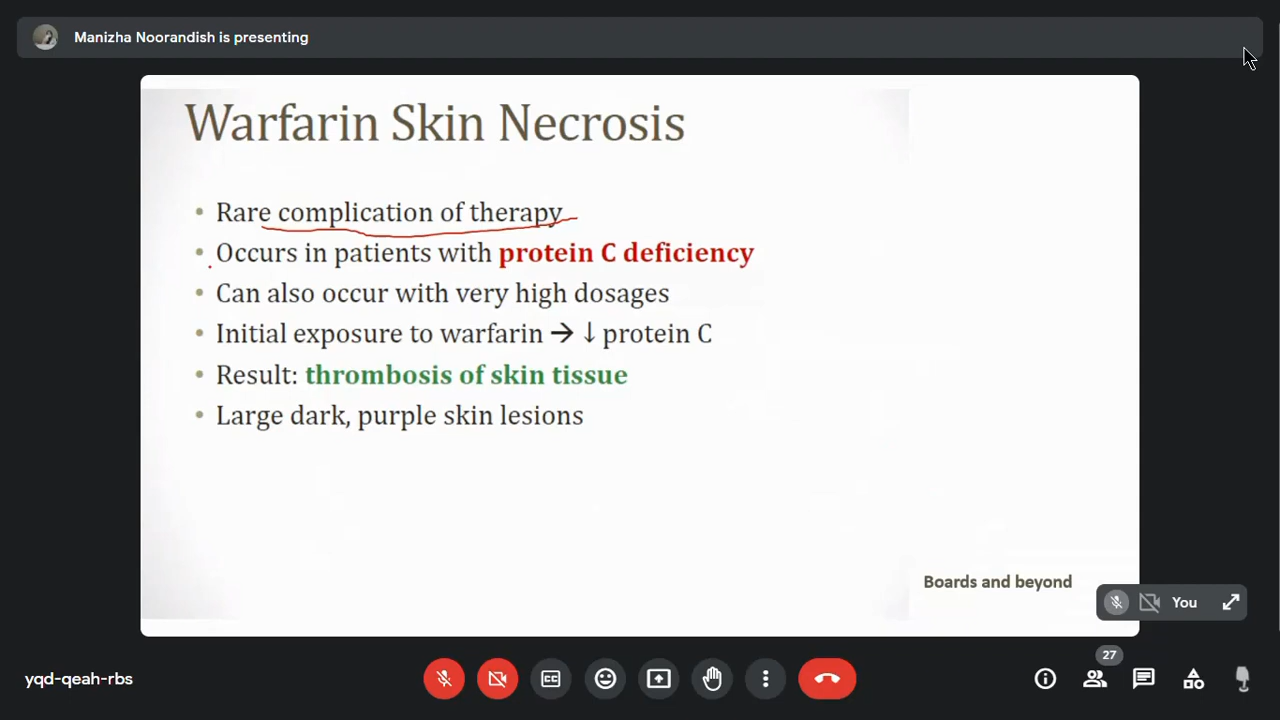 Manizha Noorandish is presenting
Warfarin Skin Necrosis
• Rare complication of therapy
• Occurs in patients with protein C deficiency
• Can also occur with very high dosages
• Initial exposure to warfarin → ↓ protein C
• Result: thrombosis of skin tissue
• Large dark, purple skin lesions
Boards and beyond
You
27
yqd-qeah-rbs
CC